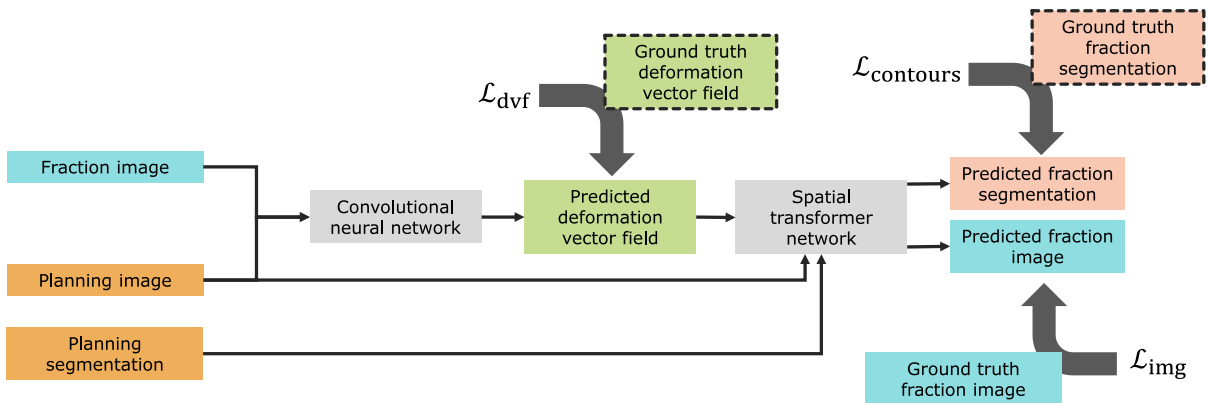 Ground truth
deformation
vector field
ℒdvf
Ground truth
fraction
segmentation
ℒcontours
Fraction image
Convolutional
neural network
Predicted
deformation
vector field
Spatial
transformer
network
Predicted fraction
segmentation
Predicted fraction
image
Planning image
Planning
segmentation
Ground truth
fraction image
ℒimg